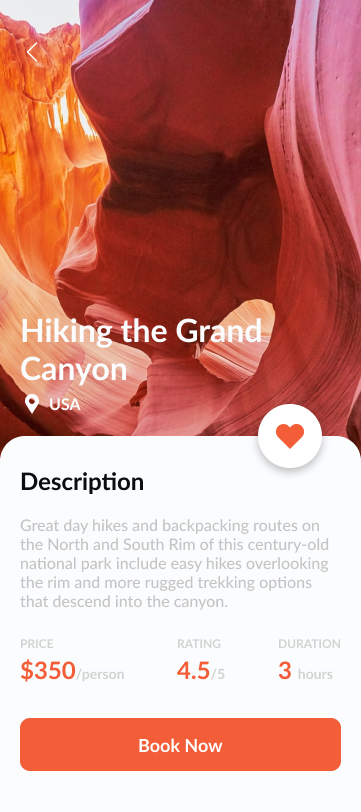 Hiking the Grand
Canyon
USA
Description
Great day hikes and backpacking routes on
the North and South Rim of this century-old
national park include easy hikes overlooking
the rim and more rugged trekking options
that descend into the canyon.
PRICE RATING DURATION
$350/person 4.5/5 3 hours
Book Now